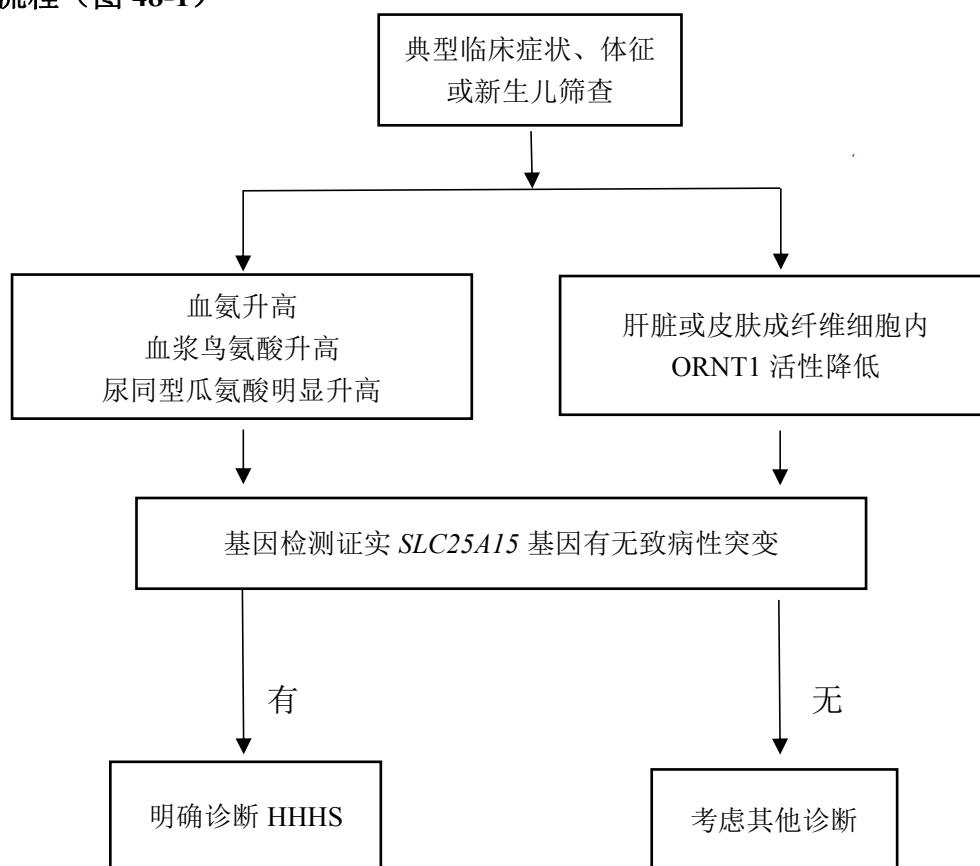 流程（图 48-1）
典型临床症状、体征
或新生儿筛查
血氨升高
血浆鸟氨酸升高
尿同型瓜氨酸明显升高
肝脏或皮肤成纤维细胞内
ORNT1 活性降低
基因检测证实 SLC25A15 基因有无致病性突变
有
无
明确诊断 HHHS
考虑其他诊断